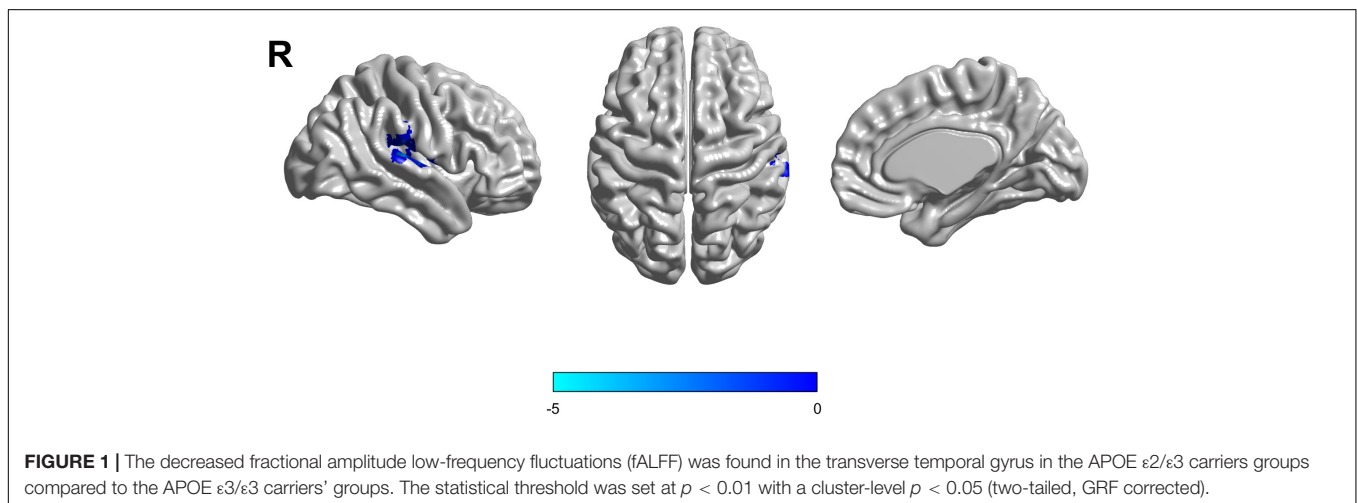 R
-5 0
FIGURE 1 | The decreased fractional amplitude low-frequency fluctuations (fALFF) was found in the transverse temporal gyrus in the APOE ε2/ε3 carriers groups
compared to the APOE ε3/ε3 carriers' groups. The statistical threshold was set at p < 0.01 with a cluster-level p < 0.05 (two-tailed, GRF corrected).